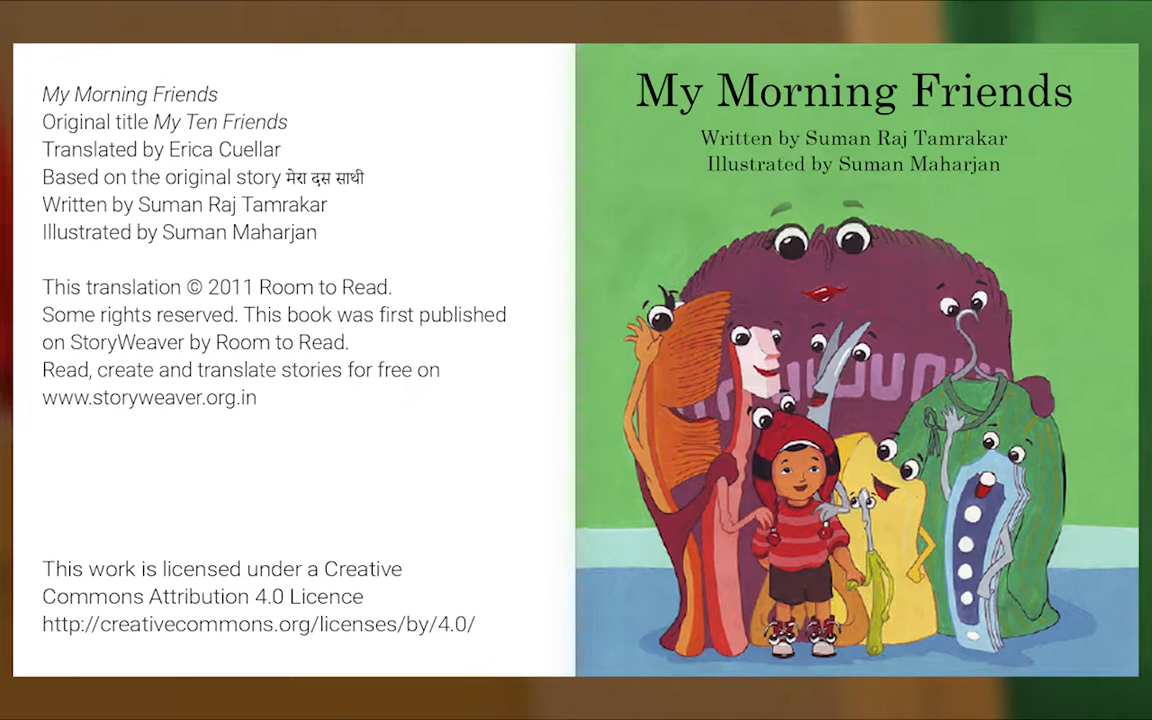 My Morning Friends
Original title My Ten Friends
Translated by Erica Cuellar
Based on the original story मेरा दस साथी
Written by Suman Raj Tamrakar
Illustrated by Suman Maharjan
This translation © 2011 Room to Read.
Some rights reserved. This book was first published
on StoryWeaver by Room to Read.
Read, create and translate stories for free on
www.storyweaver.org.in
This work is licensed under a Creative
Commons Attribution 4.0 Licence
http://creativecommons.org/licenses/by/4.0/
My Morning Friends
Written by Suman Raj Tamrakar
Illustrated by Suman Maharjan